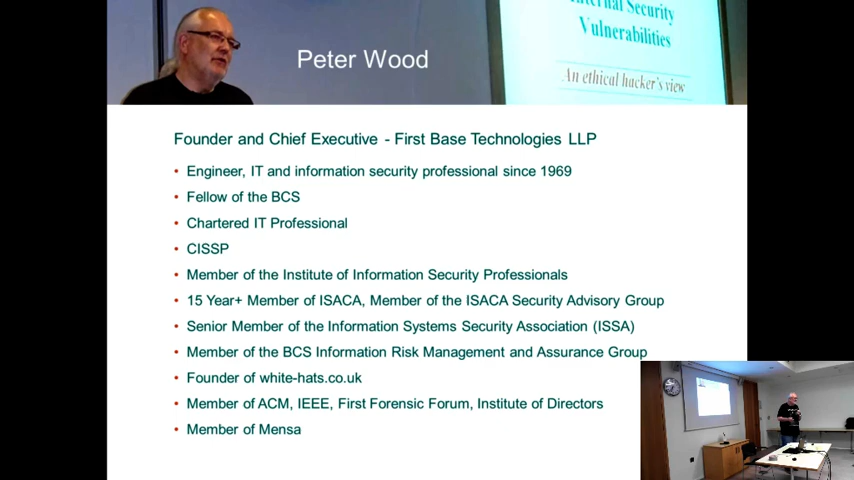 Internal Security
Vulnerabilities
Peter Wood
An ethical hacker's view
Founder and Chief Executive - First Base Technologies LLP
• Engineer, IT and information security professional since 1969
• Fellow of the BCS
• Chartered IT Professional
• CISSP
• Member of the Institute of Information Security Professionals
• 15 Year+ Member of ISACA, Member of the ISACA Security Advisory Group
• Senior Member of the Information Systems Security Association (ISSA)
• Member of the BCS Information Risk Management and Assurance Group
• Founder of white-hats.co.uk
• Member of ACM, IEEE, First Forensic Forum, Institute of Directors
• Member of Mensa